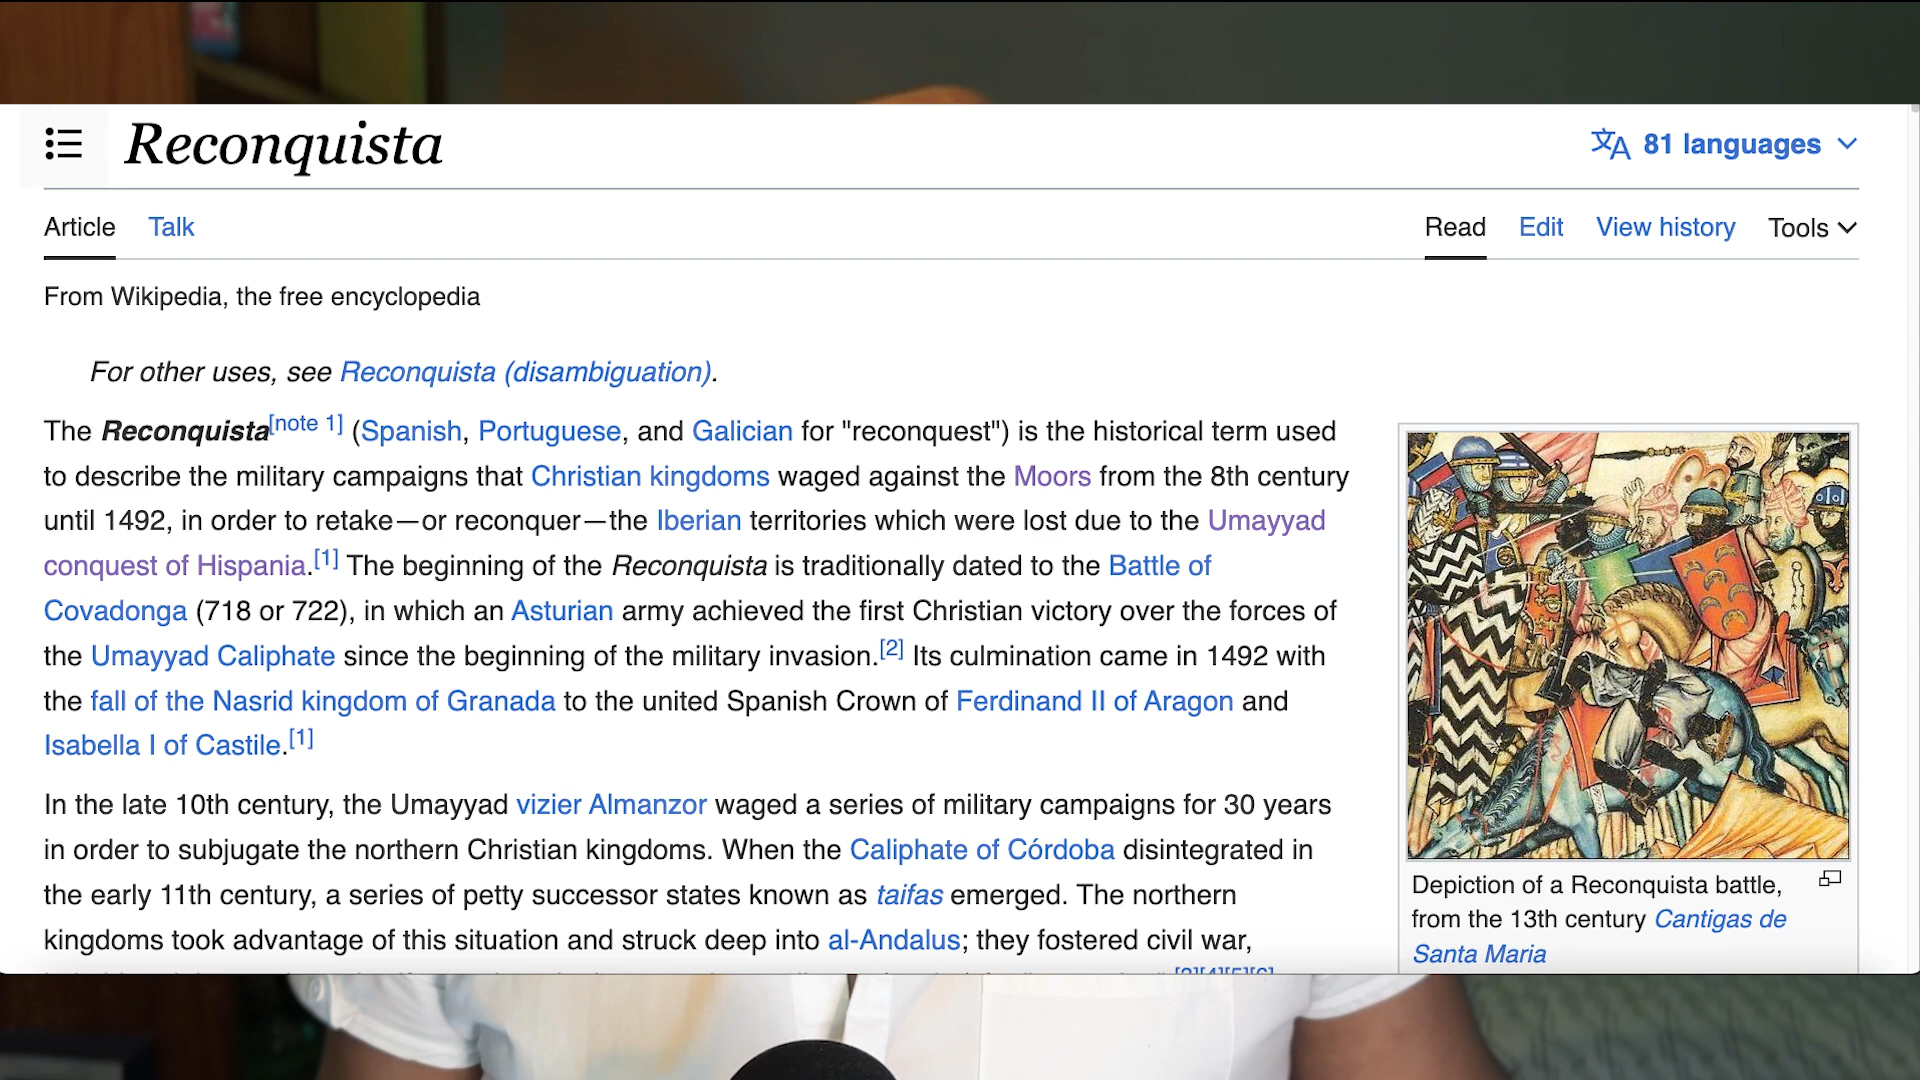 Reconquista
81 languages
Article Talk
Read Edit View history Tools
From Wikipedia, the free encyclopedia
For other uses, see Reconquista (disambiguation).
The Reconquista[note 1] (Spanish, Portuguese, and Galician for "reconquest") is the historical term used
to describe the military campaigns that Christian kingdoms waged against the Moors from the 8th century
until 1492, in order to retake—or reconquer—the Iberian territories which were lost due to the Umayyad
conquest of Hispania.[1] The beginning of the Reconquista is traditionally dated to the Battle of
Covadonga (718 or 722), in which an Asturian army achieved the first Christian victory over the forces of
the Umayyad Caliphate since the beginning of the military invasion.[2] Its culmination came in 1492 with
the fall of the Nasrid kingdom of Granada to the united Spanish Crown of Ferdinand II of Aragon and
Isabella I of Castile.[1]
In the late 10th century, the Umayyad vizier Almanzor waged a series of military campaigns for 30 years
in order to subjugate the northern Christian kingdoms. When the Caliphate of Córdoba disintegrated in
the early 11th century, a series of petty successor states known as taifas emerged. The northern
kingdoms took advantage of this situation and struck deep into al-Andalus; they fostered civil war,
Depiction of a Reconquista battle,
from the 13th century Cantigas de
Santa Maria